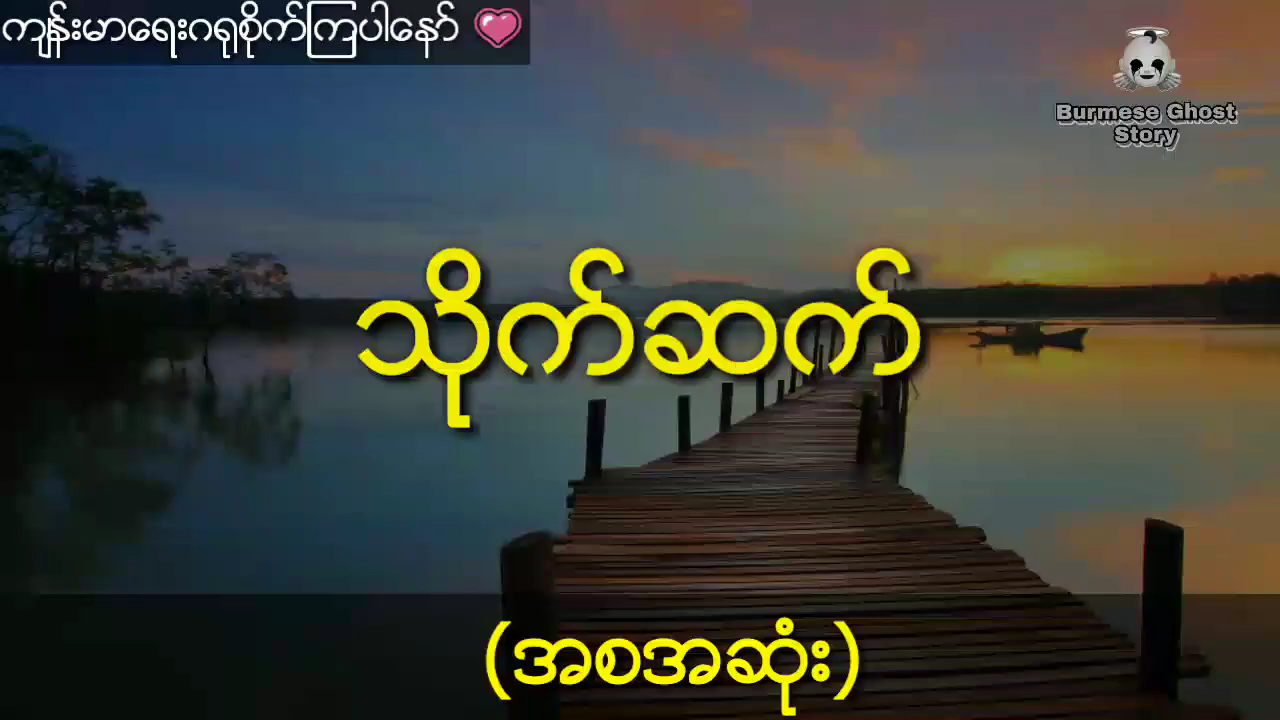 ကျန်းမာရေးဂရုစိုက်ကြပါနော် 💗
Burmese Ghost
Story
သိုက်ဆက်
(အစအဆုံး)